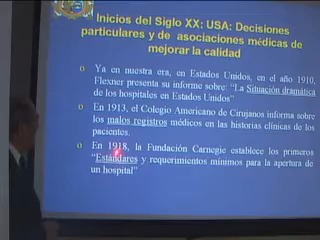 Inicios del Siglo XX: USA: Decisiones
particulares y de asociaciones médicas de
mejorar la calidad
Ya en nuestra era, en Estados Unidos, en el año 1910,
Flexner presenta su informe sobre: “La Situación dramática
de los hospitales en Estados Unidos”
En 1913, el Colegio Americano de Cirujanos informa sobre
los malos registros médicos en las historias clínicas de los
pacientes.
En 1918, la Fundación Carnegie establece los primeros
“Estándares y requerimientos mínimos para la apertura de
un hospital”